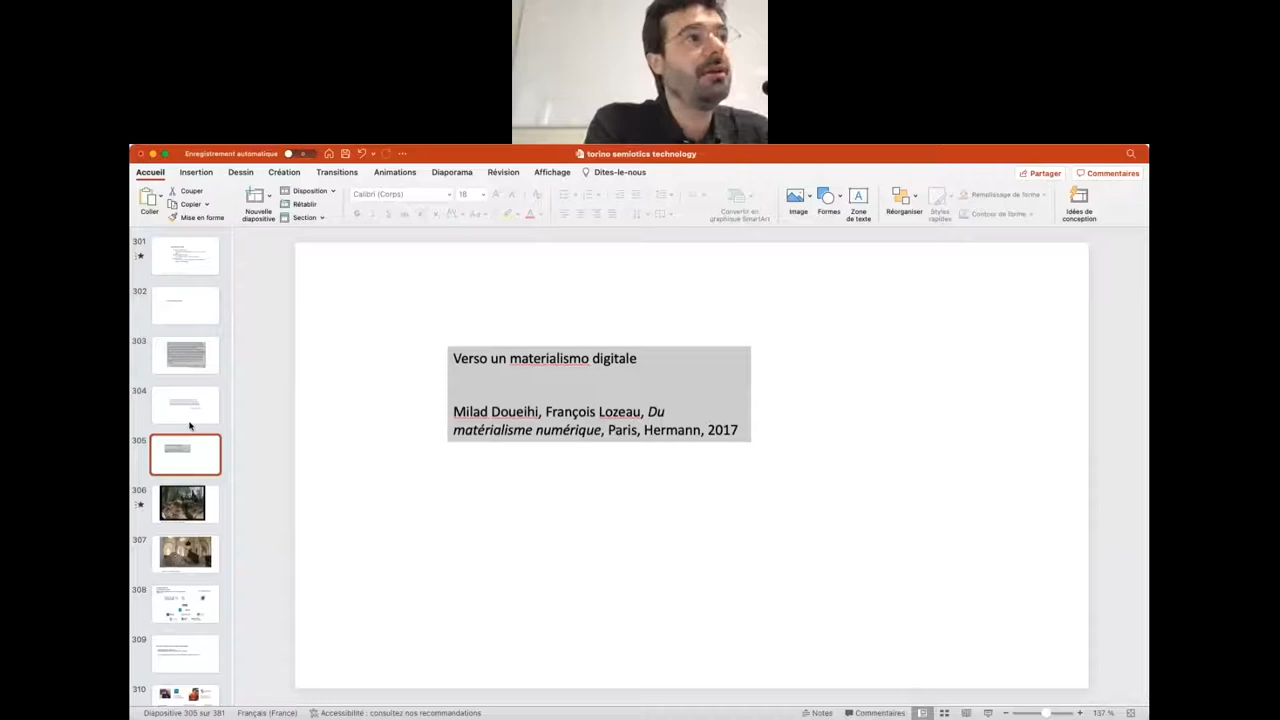 Enregistrement automatique
torino semiotics technology
Accueil Insertion Dessin Création Transitions Animations Diaporama Révision Affichage Dites-le-nous
Partager Commentaires
Coller
Couper
Copier
Mise en forme
Nouvelle
diapositive
Disposition
Rétablir
Section
Calibri (Corps) 18
Convertir en
graphique SmartArt
Image
Formes
Zone
de texte
Réorganiser
Styles
rapides
Remplissage de forme
Contour de forme
Idées de
conception
301
302
303
304
305
306
307
308
309
310
Verso un materialismo digitale
Milad Doueihi, François Lozeau, Du
matérialisme numérique, Paris, Hermann, 2017
Diapositive 305 sur 381 Français (France) Accessibilité : consultez nos recommandations Notes Commentaires 137 %